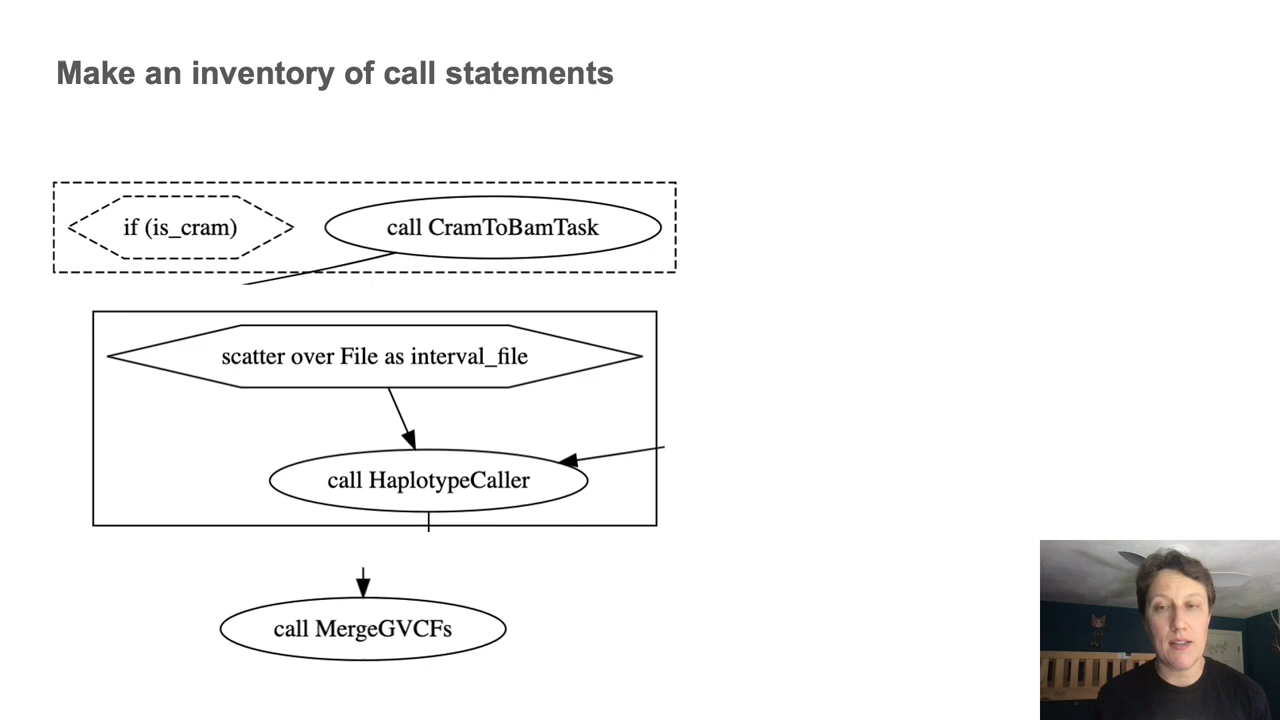 Make an inventory of call statements
if (is_cram)
call CramToBamTask
scatter over File as interval_file
call HaplotypeCaller
call MergeGVCFs